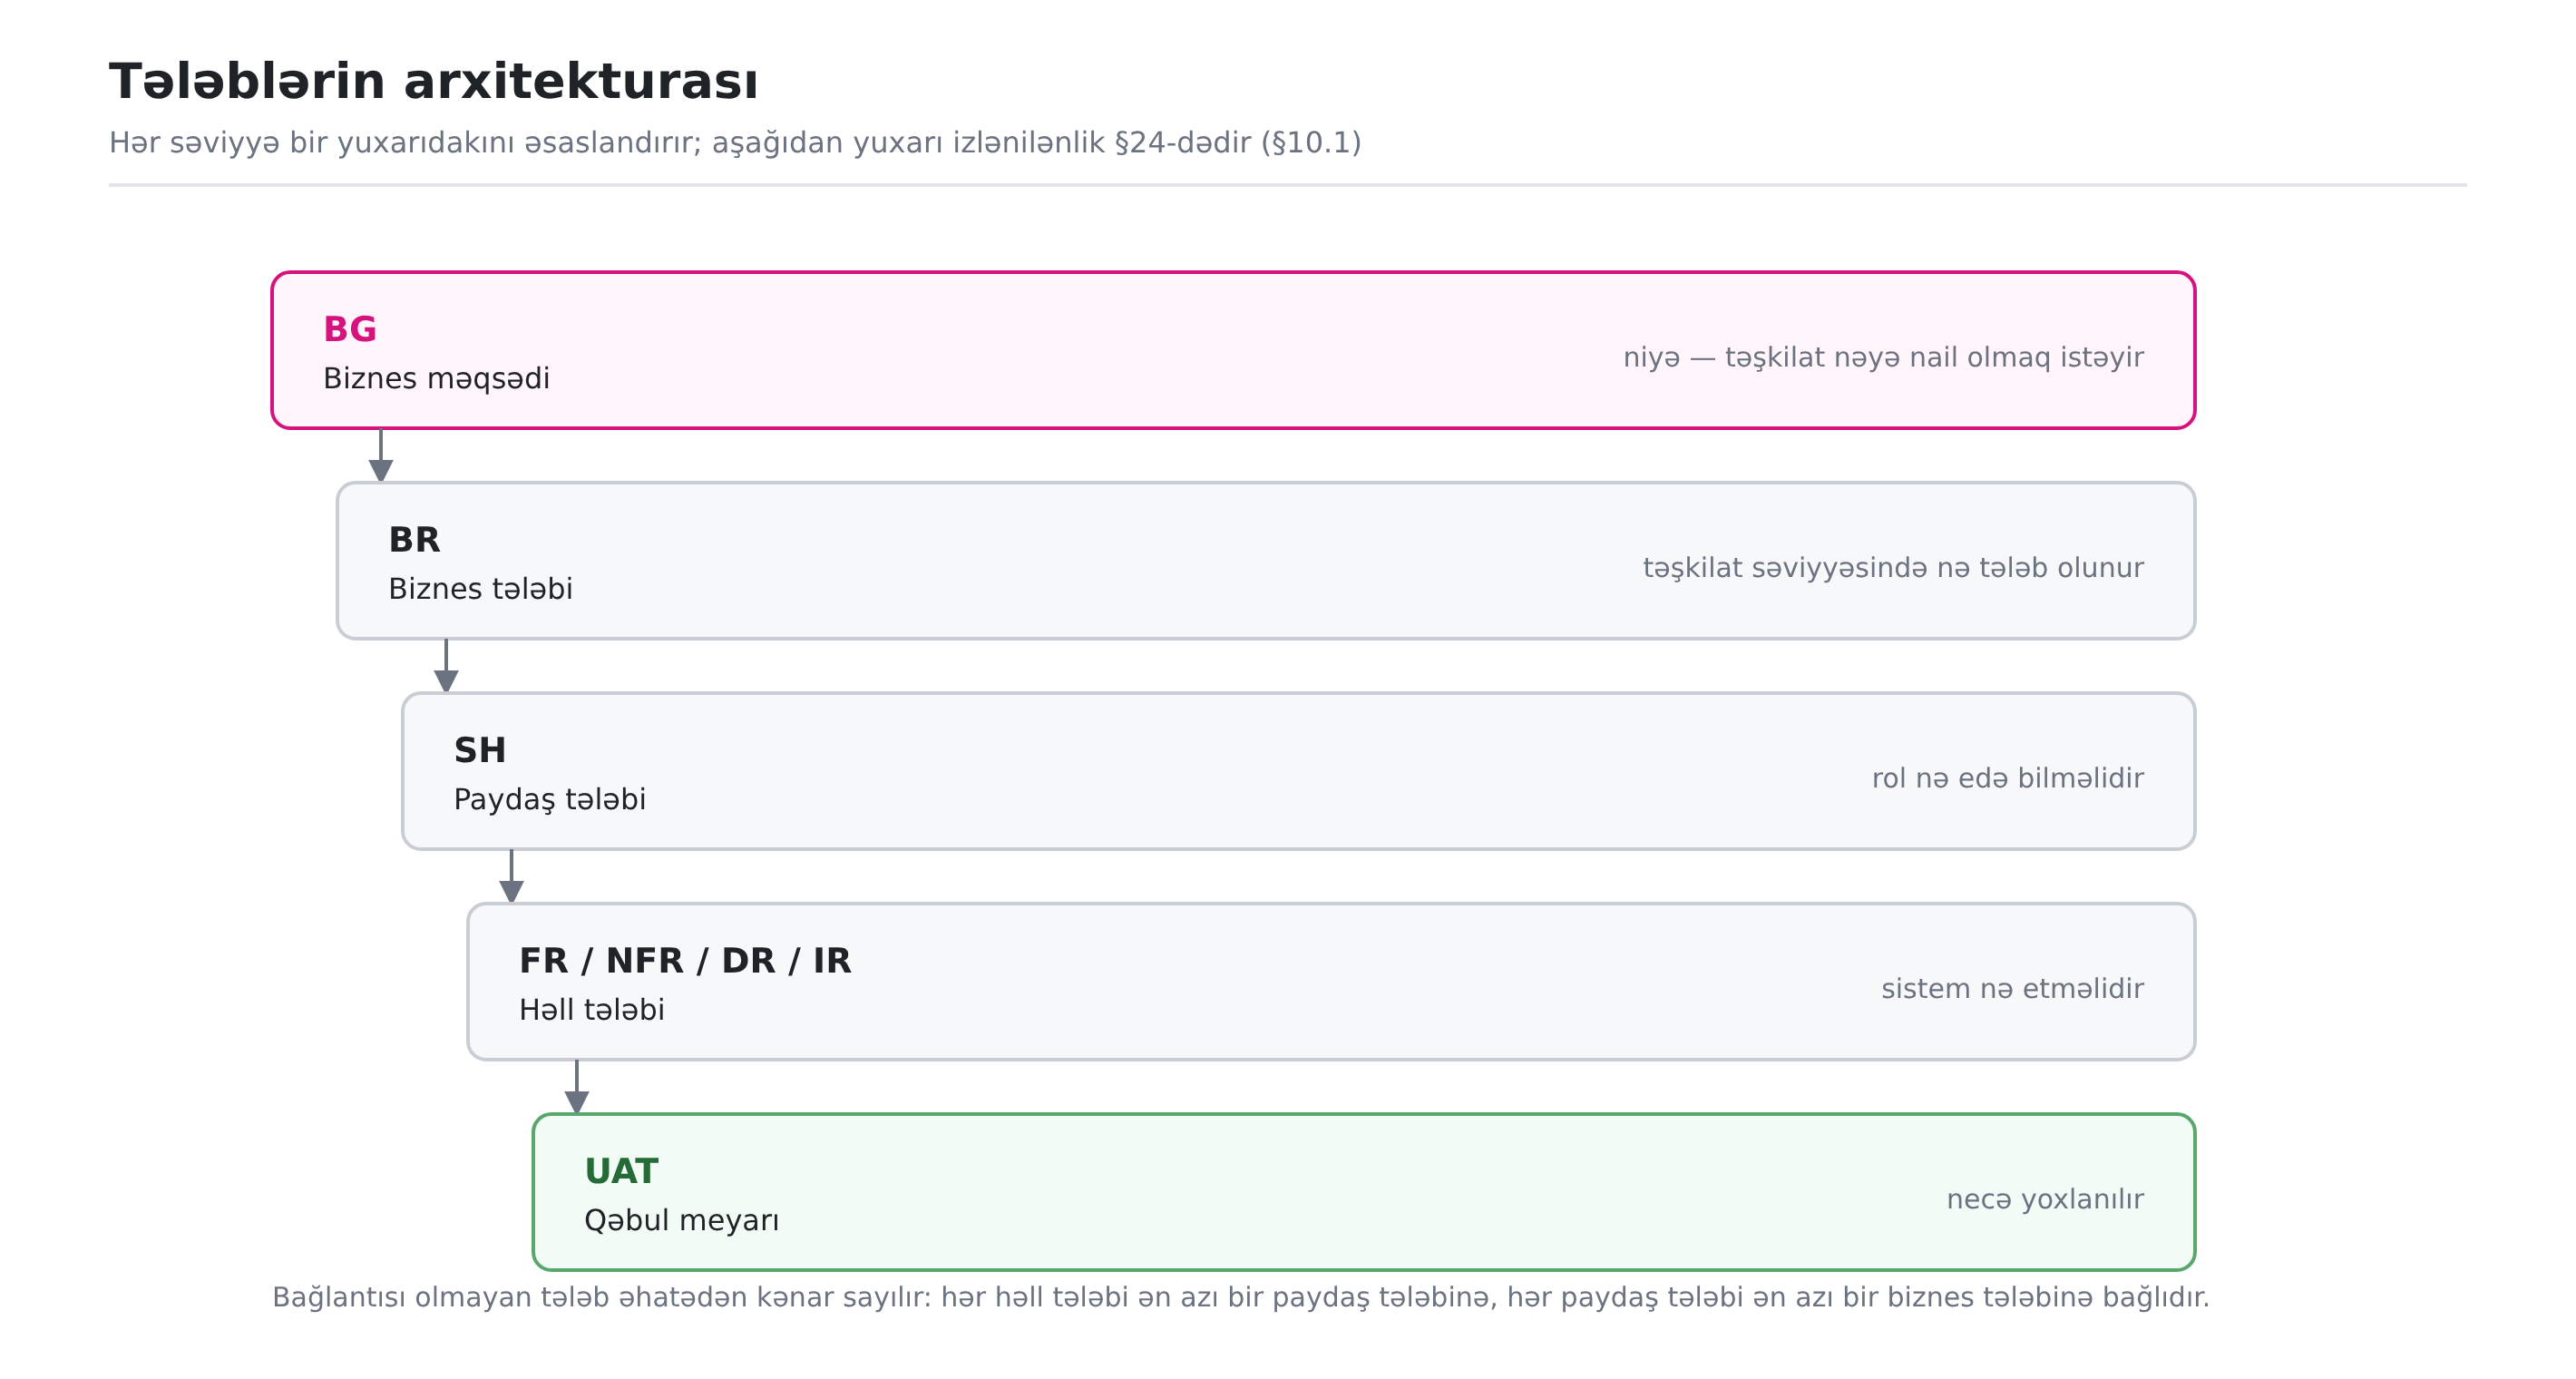 Tələblərin arxitekturası
Hər səviyyə bir yuxarıdakını əsaslandırır; aşağıdan yuxarı izlənilənlik §24-dədir (§10.1)
BG
Biznes məqsədi
niyə — təşkilat nəyə nail olmaq istəyir
BR
Biznes tələbi
təşkilat səviyyəsində nə tələb olunur
SH
Paydaş tələbi
rol nə edə bilməlidir
FR / NFR / DR / IR
Həll tələbi
sistem nə etməlidir
UAT
Qəbul meyarı
necə yoxlanılır
Bağlantısı olmayan tələb əhatədən kənar sayılır: hər həll tələbi ən azı bir paydaş tələbinə, hər paydaş tələbi ən azı bir biznes tələbinə bağlıdır.